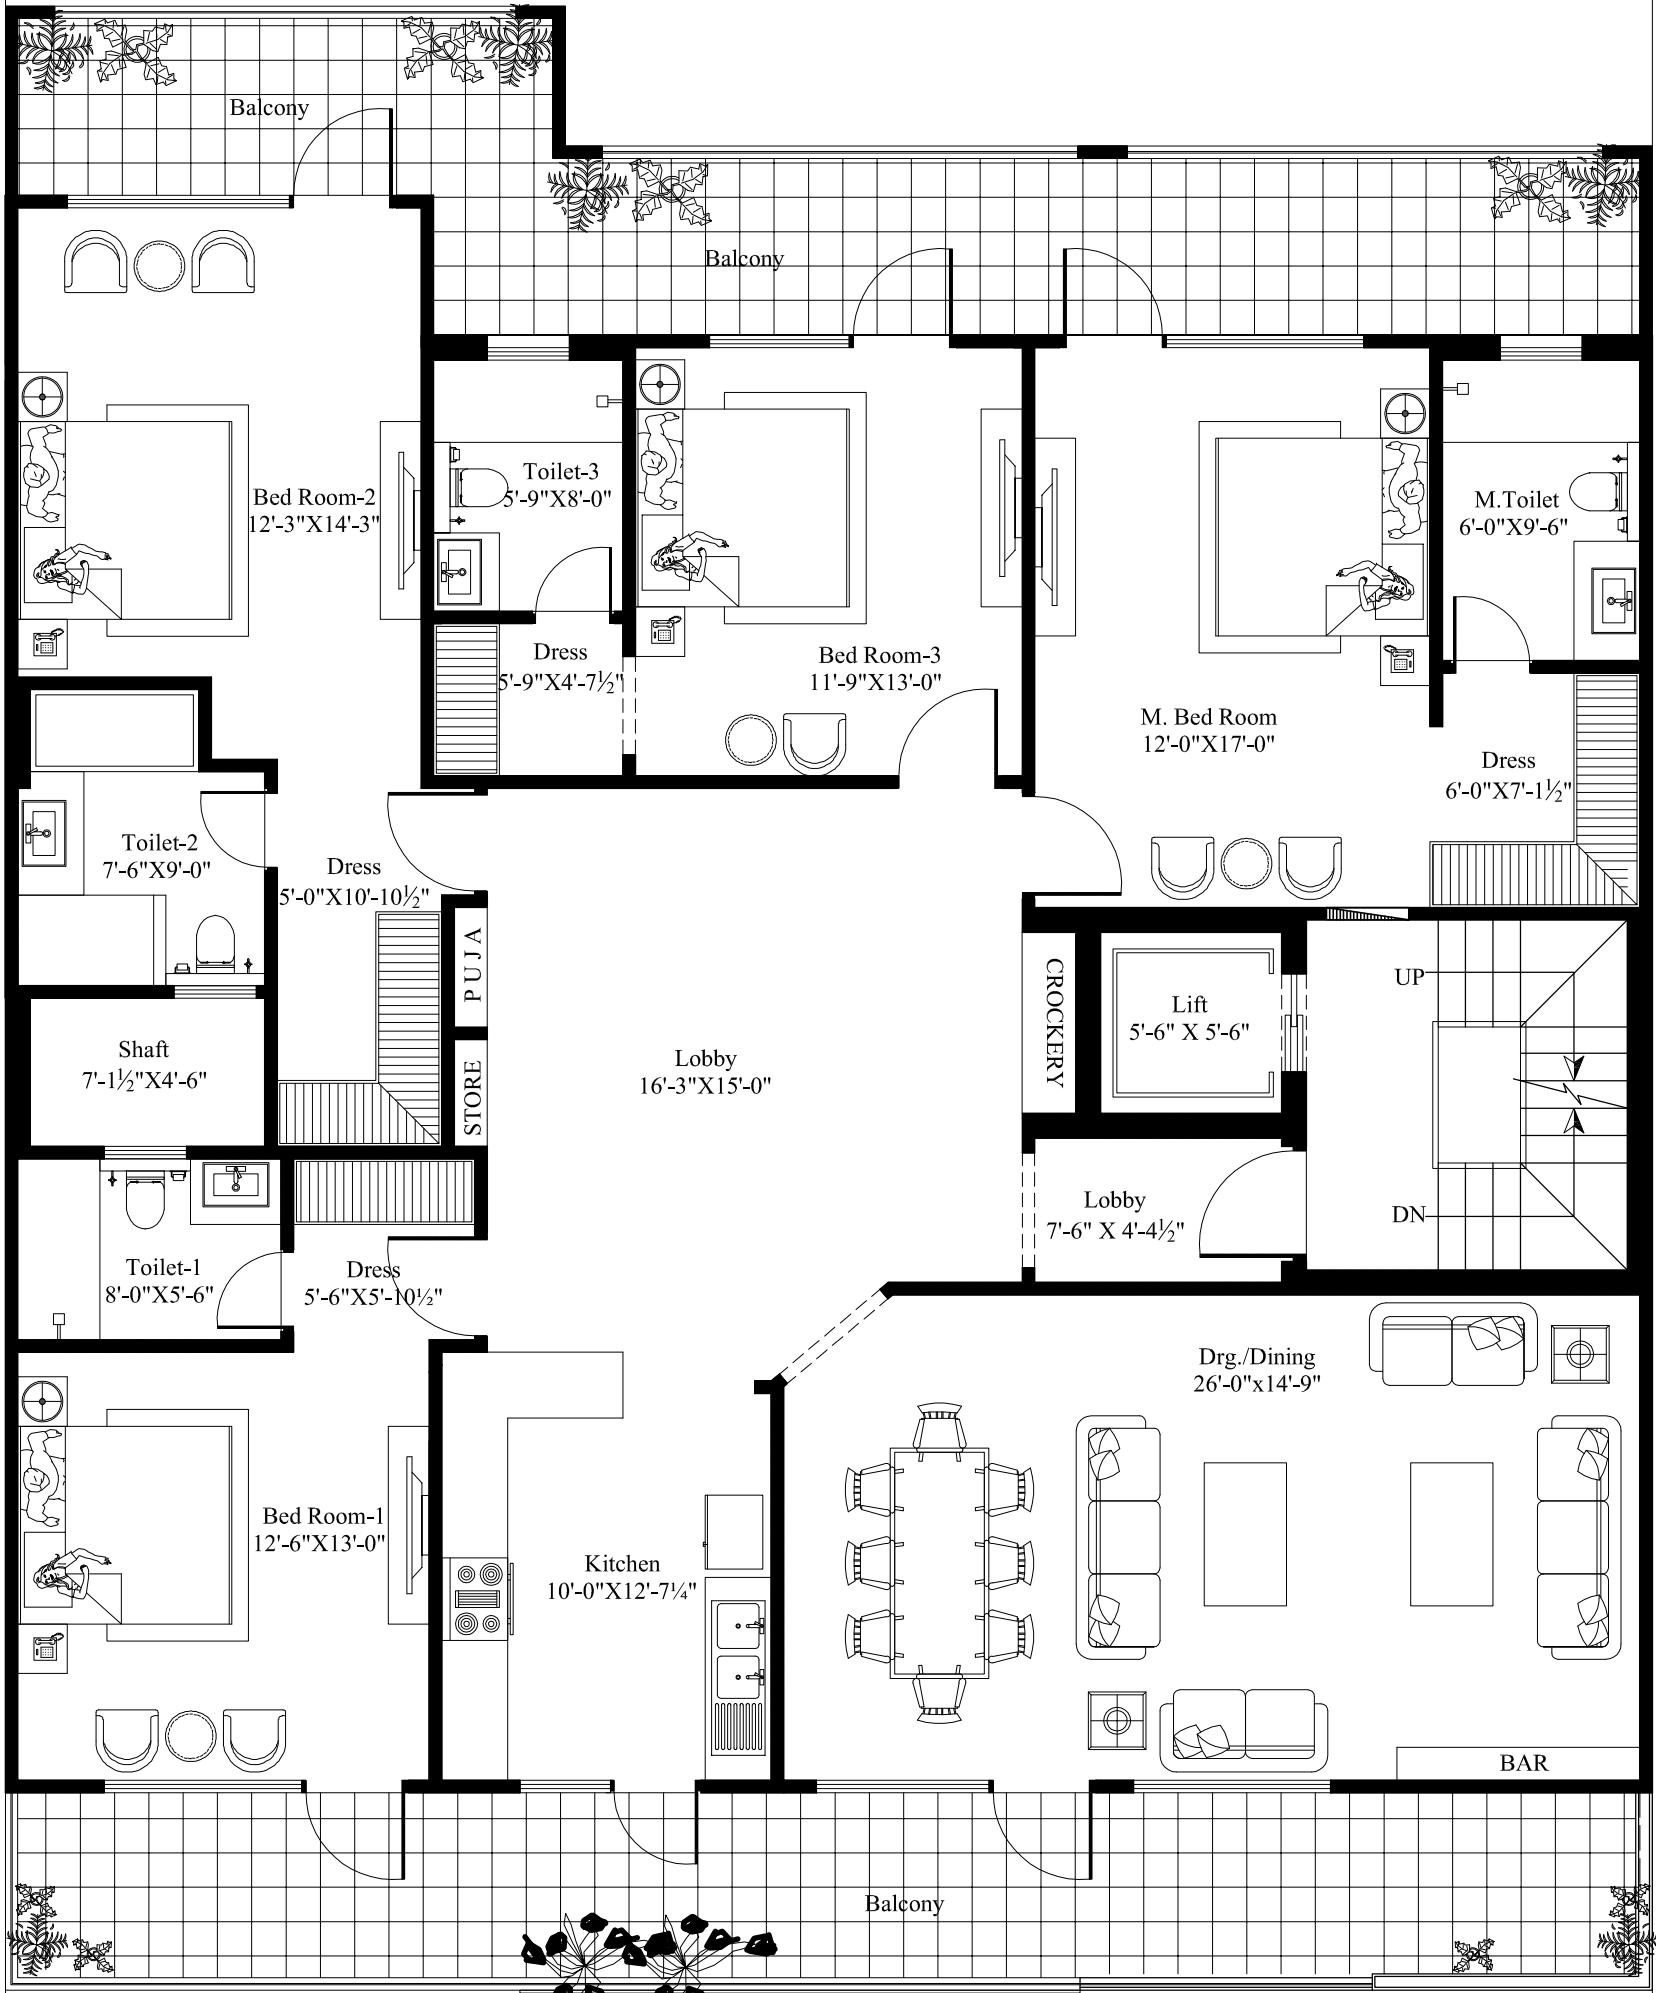 Balcony
Balcony
Bed Room-2
12'-3"X14'-3"
Toilet-3
5'-9"X8'-0"
M.Toilet
6'-0"X9'-6"
Dress
5'-9"X4'-7½"
Bed Room-3
11'-9"X13'-0"
M. Bed Room
12'-0"X17'-0"
Dress
6'-0"X7'-1½"
Toilet-2
7'-6"X9'-0"
Dress
5'-0"X10'-10½"
PUJA
CROCKERY
UP
Lift
5'-6" X 5'-6"
Shaft
7'-1½"X4'-6"
STORE
Lobby
16'-3"X15'-0"
Lobby
7'-6" X 4'-4½"
DN
Toilet-1
8'-0"X5'-6"
Dress
5'-6"X5'-10½"
Drg./Dining
26'-0"x14'-9"
Bed Room-1
12'-6"X13'-0"
Kitchen
10'-0"X12'-7¼"
BAR
Balcony